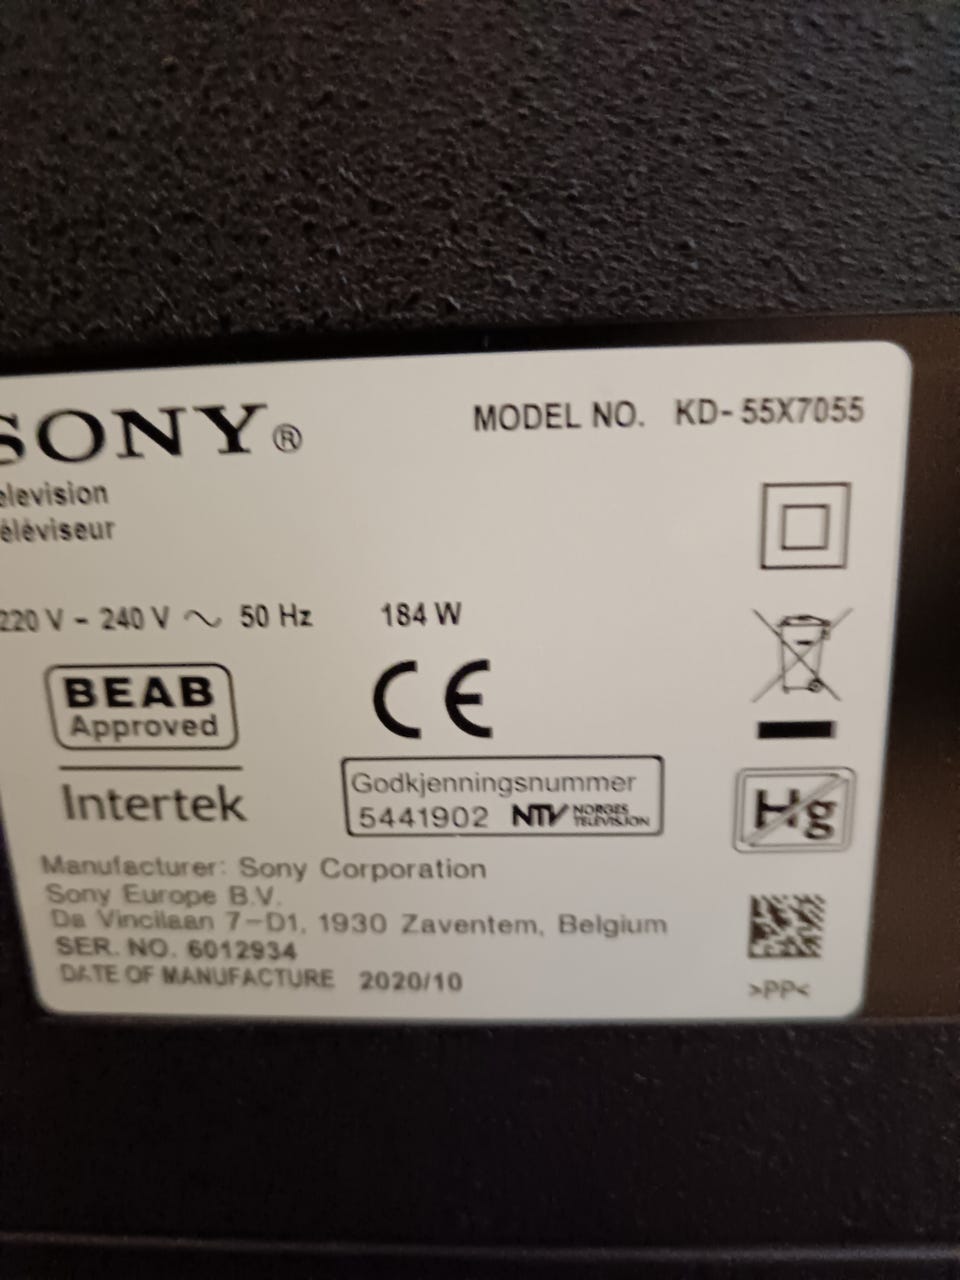 SONY®
MODEL NO. KD-55X7055
elevision
éléviseur
220 V - 240 V ~ 50 Hz 184 W
BEAB
Approved
CE
Intertek
Godkjenningsnummer
5441902 NTV NORGES TELEVISJON
Hg
Manufacturer: Sony Corporation
Sony Europe B.V.
Da Vincilaan 7-D1, 1930 Zaventem, Belgium
SER. NO. 6012934
DATE OF MANUFACTURE 2020/10
>PP<